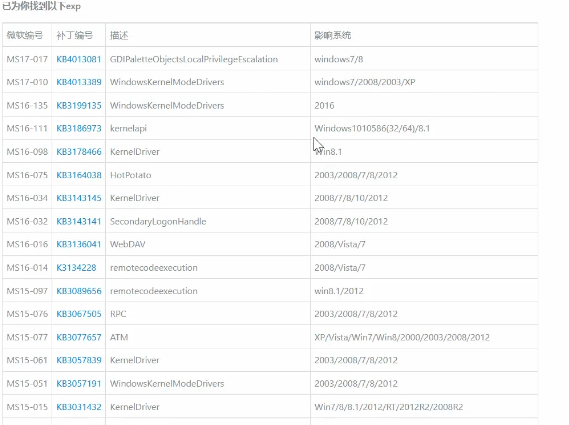 已为你找到以下exp
微软编号 补丁编号 描述 影响系统
MS17-017 KB4013081 GDIPaletteObjectsLocalPrivilegeEscalation windows7/8
MS17-010 KB4013389 WindowsKernelModeDrivers windows7/2008/2003/XP
MS16-135 KB3199135 WindowsKernelModeDrivers 2016
MS16-111 KB3186973 kernelapi Windows1010586(32/64)/8.1
MS16-098 KB3178466 KernelDriver Win8.1
MS16-075 KB3164038 HotPotato 2003/2008/7/8/2012
MS16-034 KB3143145 KernelDriver 2008/7/8/10/2012
MS16-032 KB3143141 SecondaryLogonHandle 2008/7/8/10/2012
MS16-016 KB3136041 WebDAV 2008/Vista/7
MS16-014 K3134228 remotecodeexecution 2008/Vista/7
MS15-097 KB3089656 remotecodeexecution win8.1/2012
MS15-076 KB3067505 RPC 2003/2008/7/8/2012
MS15-077 KB3077657 ATM XP/Vista/Win7/Win8/2000/2003/2008/2012
MS15-061 KB3057839 KernelDriver 2003/2008/7/8/2012
MS15-051 KB3057191 WindowsKernelModeDrivers 2003/2008/7/8/2012
MS15-015 KB3031432 KernelDriver Win7/8/8.1/2012/RT/2012R2/2008R2